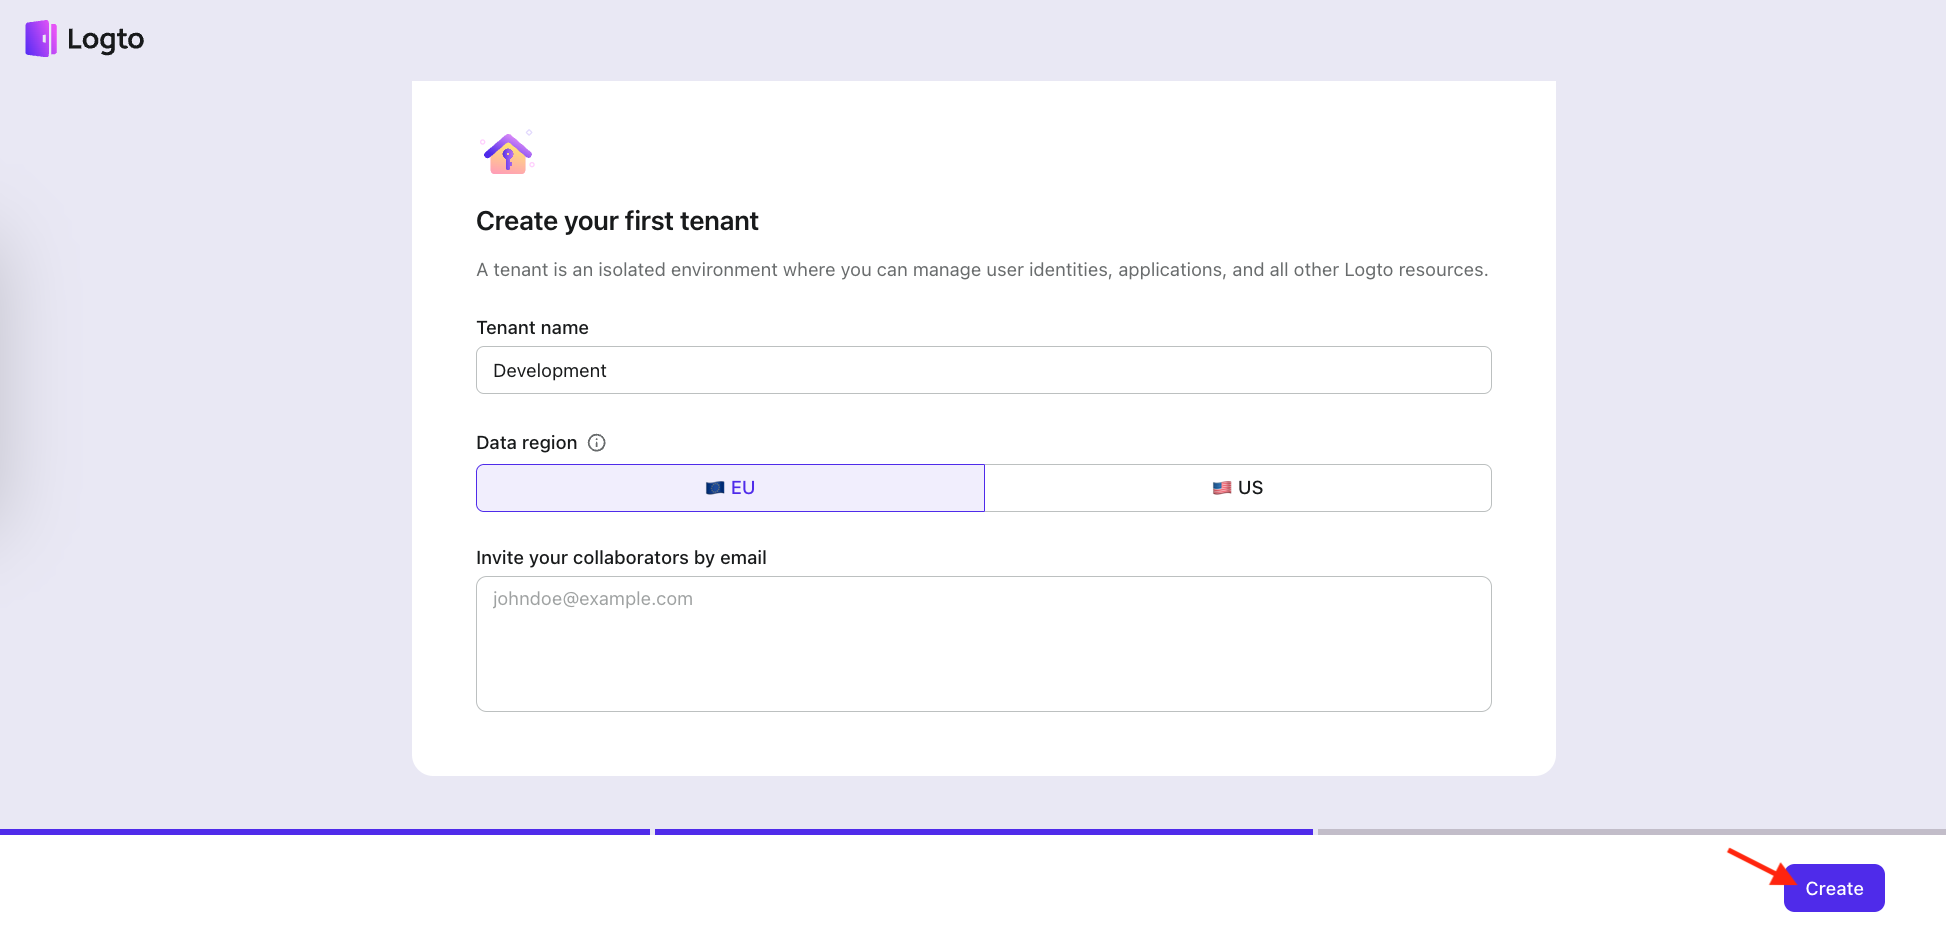 Logto
Create your first tenant
A tenant is an isolated environment where you can manage user identities, applications, and all other Logto resources.
Tenant name
Development
Data region
EU
US
Invite your collaborators by email
johndoe@example.com
Create